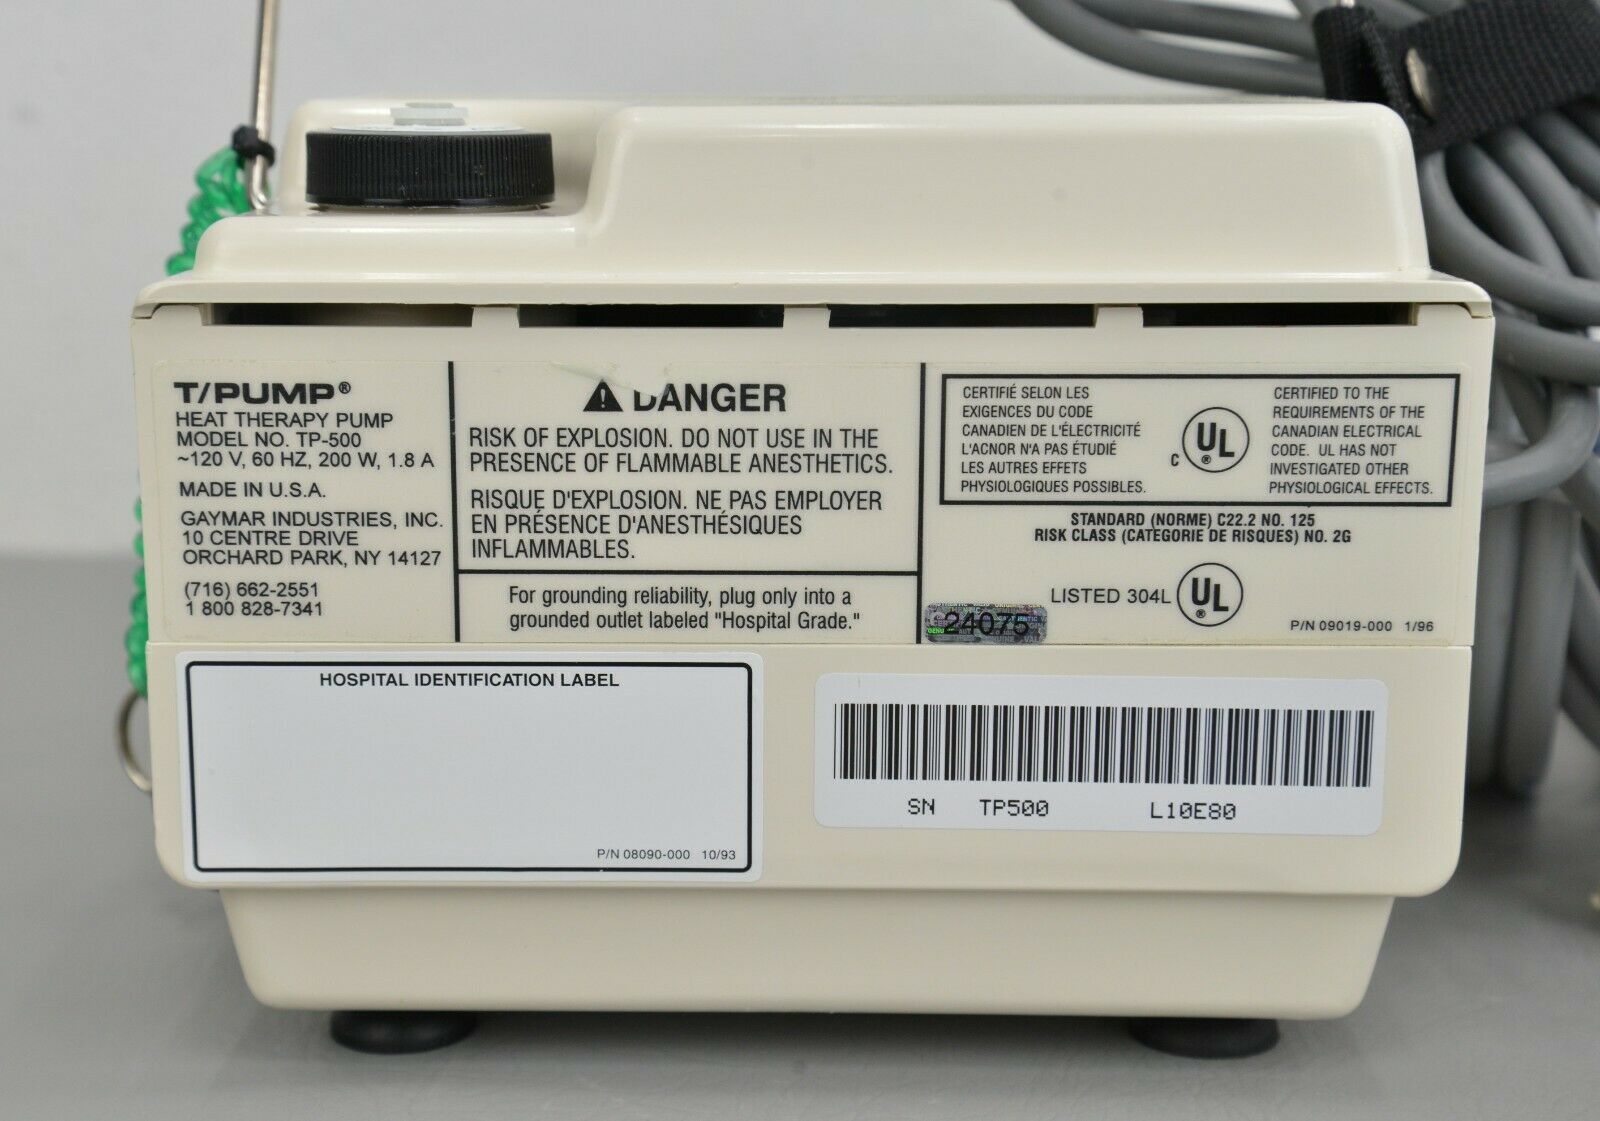 T/PUMP®
HEAT THERAPY PUMP
MODEL NO. TP-500
~120 V, 60 HZ, 200 W, 1.8 A
MADE IN U.S.A.
GAYMAR INDUSTRIES, INC.
10 CENTRE DRIVE
ORCHARD PARK, NY 14127
(716) 662-2551
1 800 828-7341
DANGER
RISK OF EXPLOSION. DO NOT USE IN THE
PRESENCE OF FLAMMABLE ANESTHETICS.
RISQUE D'EXPLOSION. NE PAS EMPLOYER
EN PRÉSENCE D'ANESTHÉSIQUES
INFLAMMABLES.
For grounding reliability, plug only into a
grounded outlet labeled "Hospital Grade."
CERTIFIÉ SELON LES
EXIGENCES DU CODE
CANADIEN DE L'ÉLECTRICITÉ
L'ACNOR N'A PAS ÉTUDIÉ
LES AUTRES EFFETS
PHYSIOLOGIQUES POSSIBLES.
C UL ®
CERTIFIED TO THE
REQUIREMENTS OF THE
CANADIAN ELECTRICAL
CODE. UL HAS NOT
INVESTIGATED OTHER
PHYSIOLOGICAL EFFECTS.
STANDARD (NORME) C22.2 NO. 125
RISK CLASS (CATEGORIE DE RISQUES) NO. 2G
LISTED 304L UL ®
P/N 09019-000 1/96
24075
HOSPITAL IDENTIFICATION LABEL
P/N 08090-000 10/93
SN TP500 L10E80